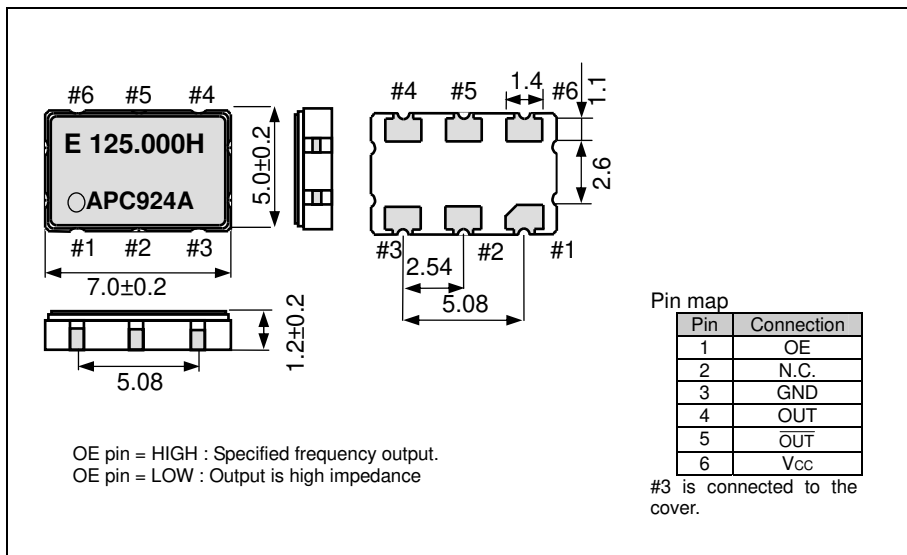 #6 #5 #4
E 125.000H
○APC924A
#1 #2 #3
7.0±0.2
5.0±0.2
5.08
1.2±0.2
#4 #5 #6
1.4
1.1
2.6
#3 #2 #1
2.54
5.08
OE pin = HIGH : Specified frequency output.
OE pin = LOW : Output is high impedance
Pin map
Pin Connection
1 OE
2 N.C.
3 GND
4 OUT
5 O̅U̅T̅
6 Vcc
#3 is connected to the
cover.